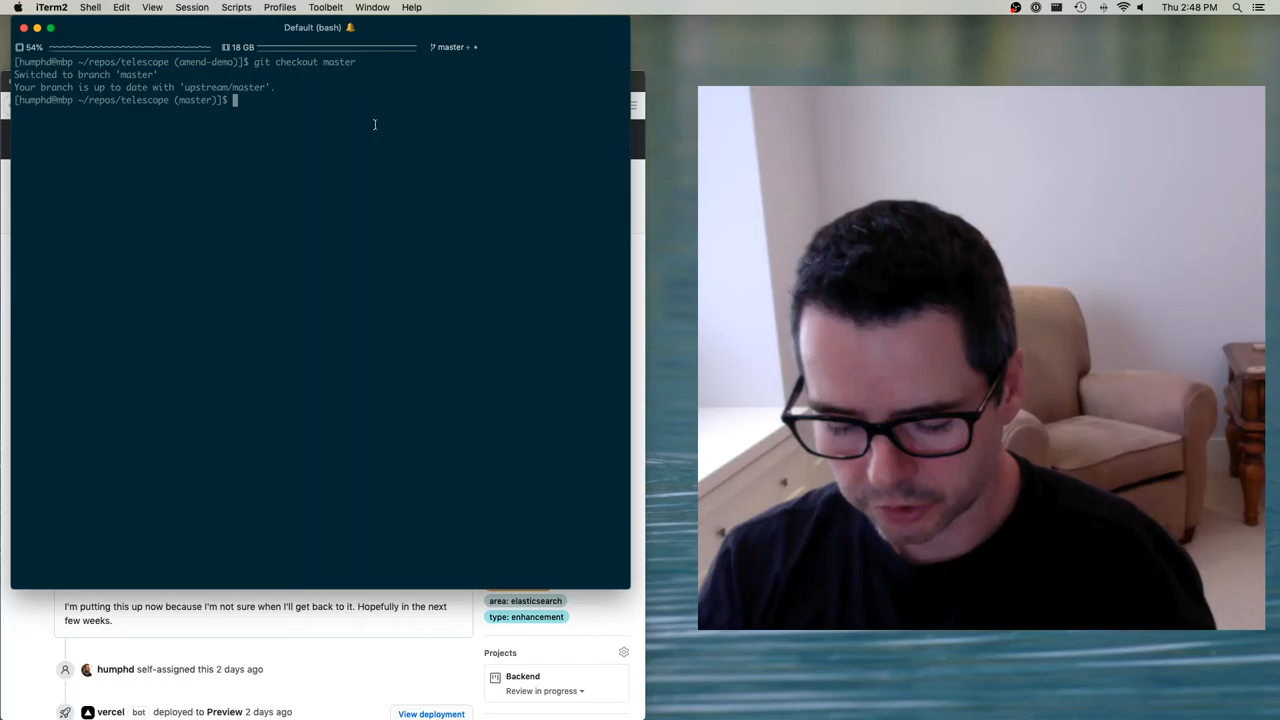 iTerm2 Shell Edit View Session Scripts Profiles Toolbelt Window Help
Thu 2:48 PM
Default (bash)
54% 18 GB master + •
[humphd@mbp ~/repos/telescope (amend-demo)]$ git checkout master
Switched to branch 'master'
Your branch is up to date with 'upstream/master'.
[humphd@mbp ~/repos/telescope (master)]$
I'm putting this up now because I'm not sure when I'll get back to it. Hopefully in the next
few weeks.
area: elasticsearch
type: enhancement
Projects
Backend
Review in progress
humphd self-assigned this 2 days ago
vercel bot deployed to Preview 2 days ago
View deployment